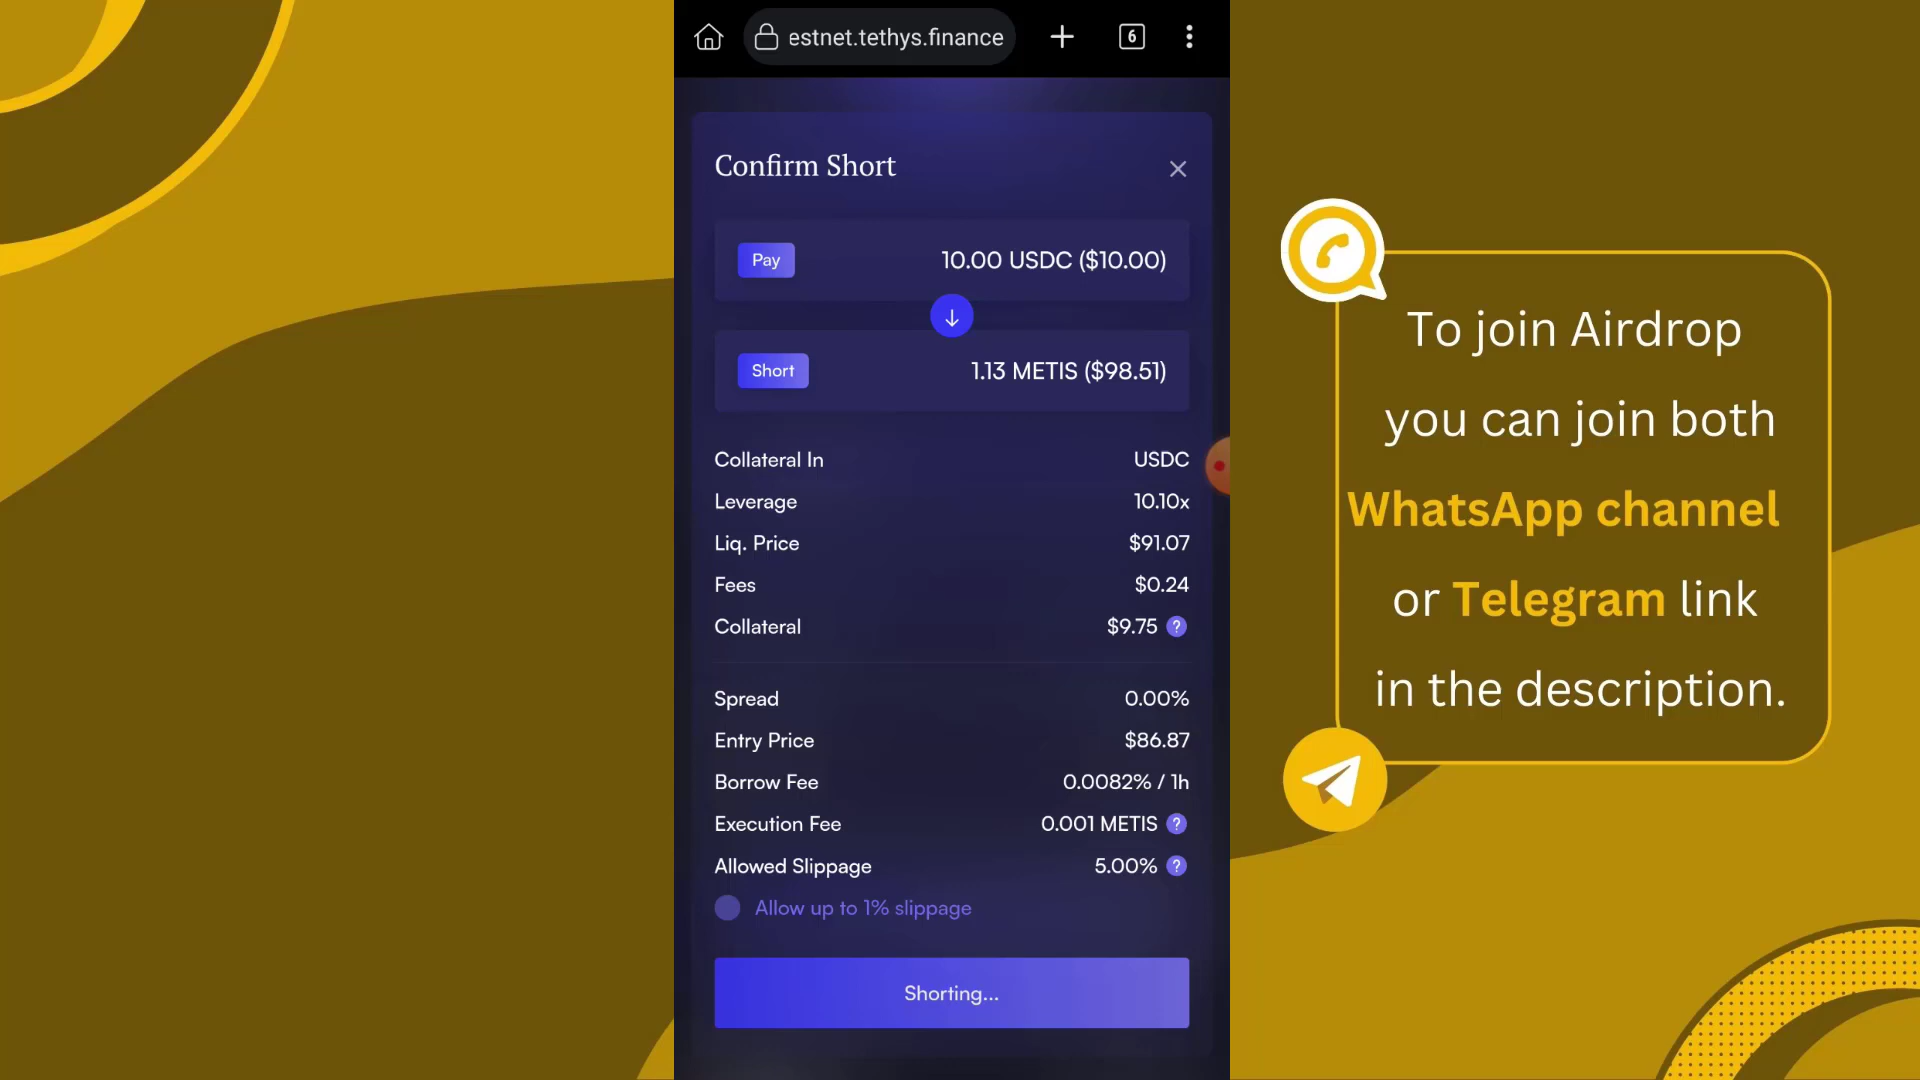 estnet.tethys.finance
6
Confirm Short
Pay 10.00 USDC ($10.00)
Short 1.13 METIS ($98.51)
Collateral In USDC
Leverage 10.10x
Liq. Price $91.07
Fees $0.24
Collateral $9.75 ?
Spread 0.00%
Entry Price $86.87
Borrow Fee 0.0082% / 1h
Execution Fee 0.001 METIS ?
Allowed Slippage 5.00% ?
Allow up to 1% slippage
Shorting...
To join Airdrop
you can join both
WhatsApp channel
or Telegram link
in the description.